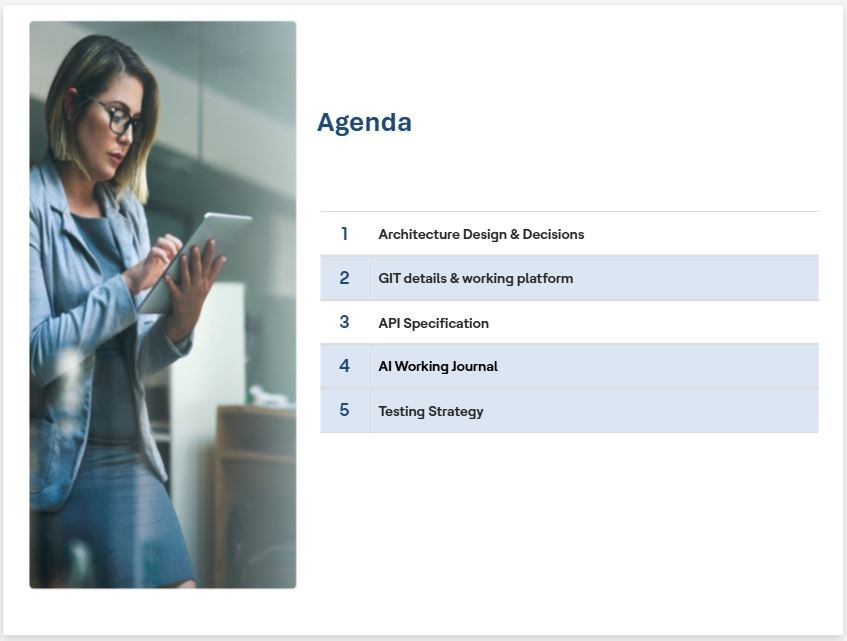 Agenda
1 Architecture Design & Decisions
2 GIT details & working platform
3 API Specification
4 AI Working Journal
5 Testing Strategy